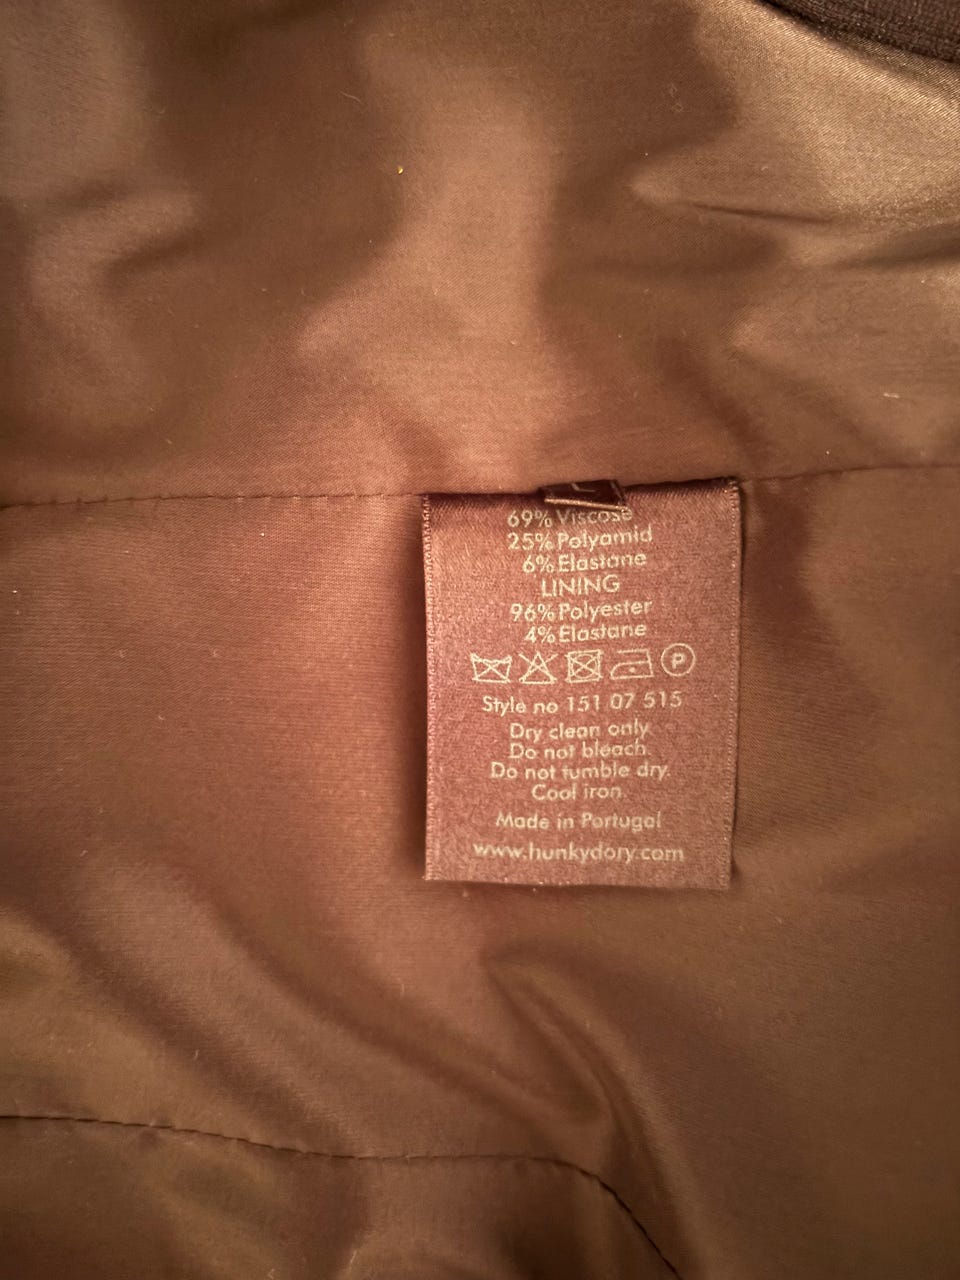 69% Viscose
25% Polyamid
6% Elastane
LINING
96% Polyester
4% Elastane
P
Style no 151 07 515
Dry clean only
Do not bleach.
Do not tumble dry.
Cool iron.
Made in Portugal
www.hunkydory.com